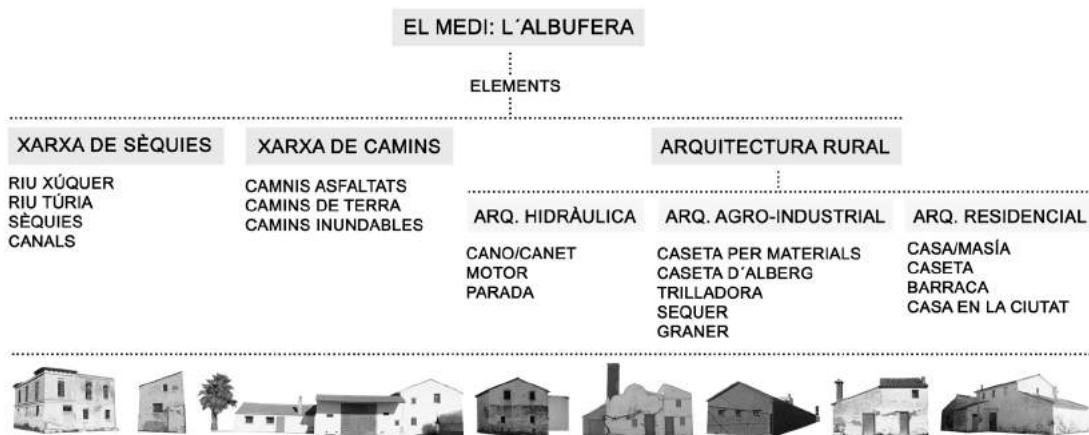 EL MEDI: L´ALBUFERA
ELEMENTS
XARXA DE SÈQUIES
RIU XÚQUER
RIU TÚRIA
SÈQUIES
CANALS
XARXA DE CAMINS
CAMNIS ASFALTATS
CAMINS DE TERRA
CAMINS INUNDABLES
ARQUITECTURA RURAL
ARQ. HIDRÀULICA
CANO/CANET
MOTOR
PARADA
ARQ. AGRO-INDUSTRIAL
CASETA PER MATERIALS
CASETA D´ALBERG
TRILLADORA
SEQUER
GRANER
ARQ. RESIDENCIAL
CASA/MASÍA
CASETA
BARRACA
CASA EN LA CIUTAT